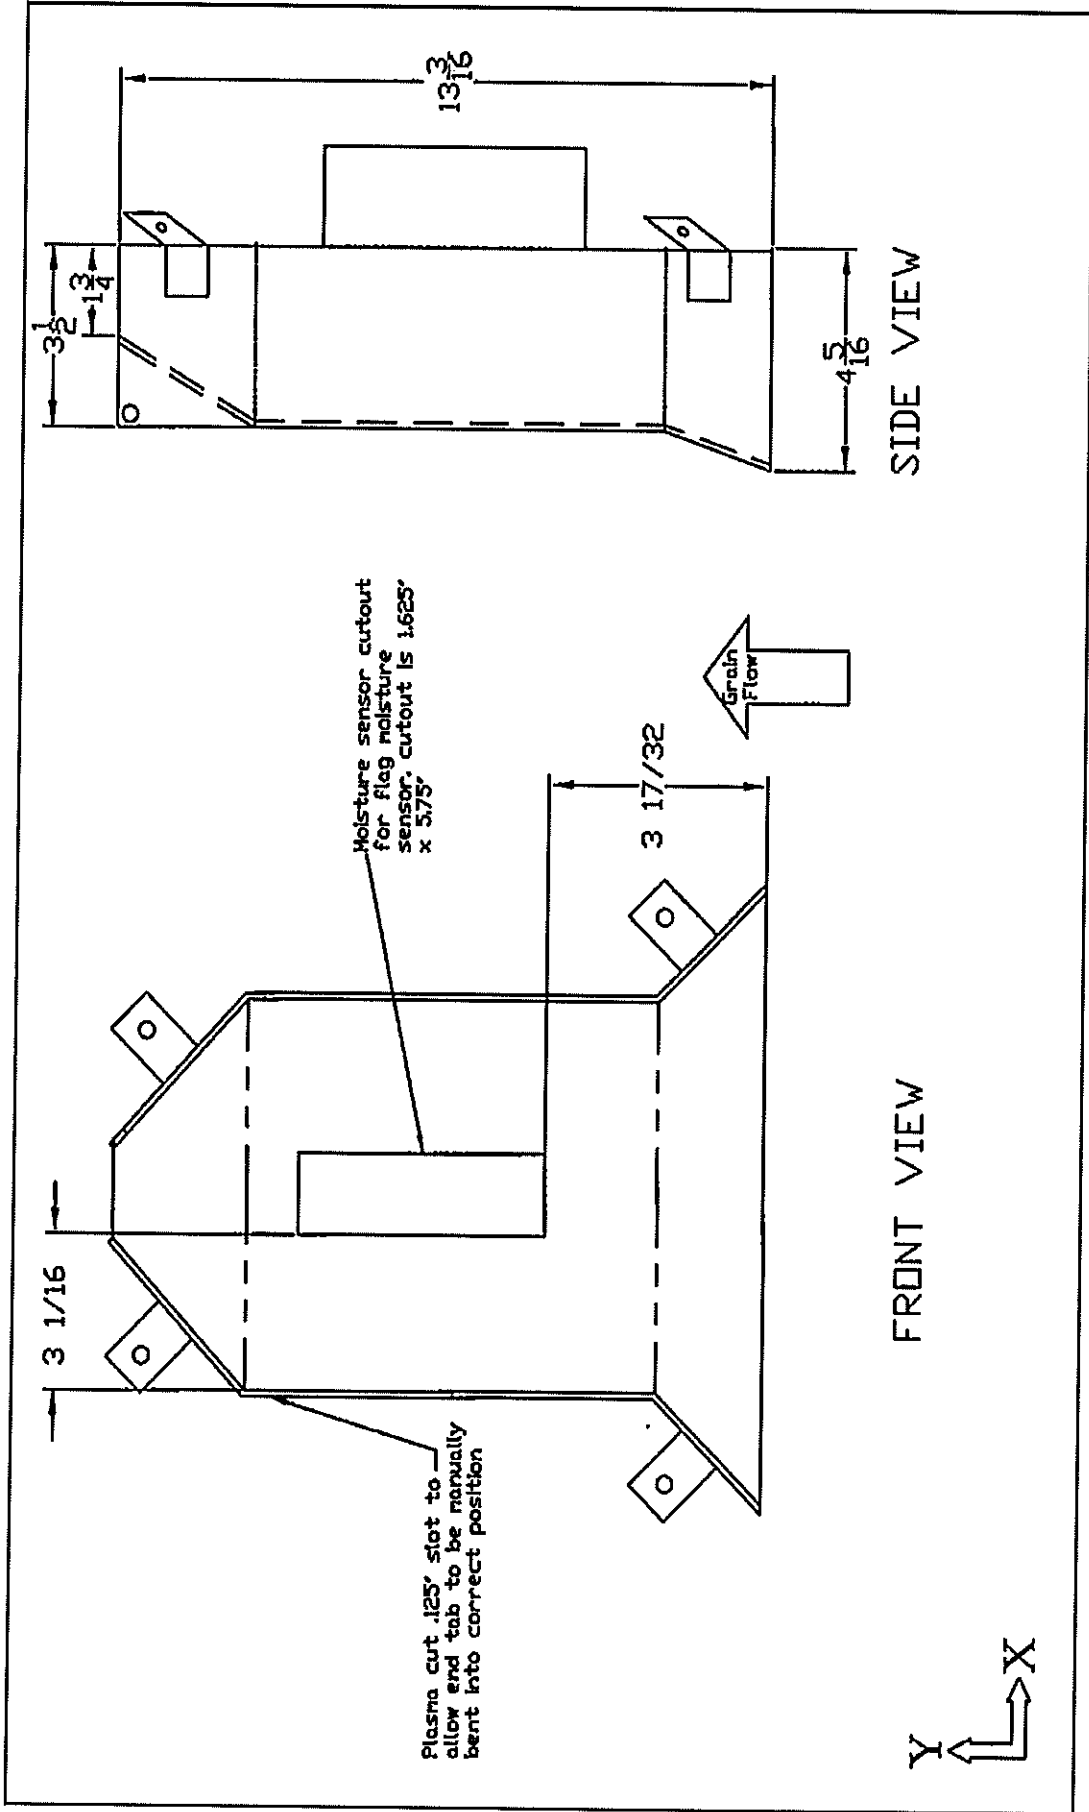 3 1/16
Plasma cut .125" slot to
allow end tab to be manually
bent into correct position
Moisture sensor cutout
for flag moisture
sensor. cutout is 1.625"
x 5.75"
3 17/32
Grain
Flow
FRONT VIEW
Y
X
3 1/2
1 3/4
13 3/16
4 5/16
SIDE VIEW